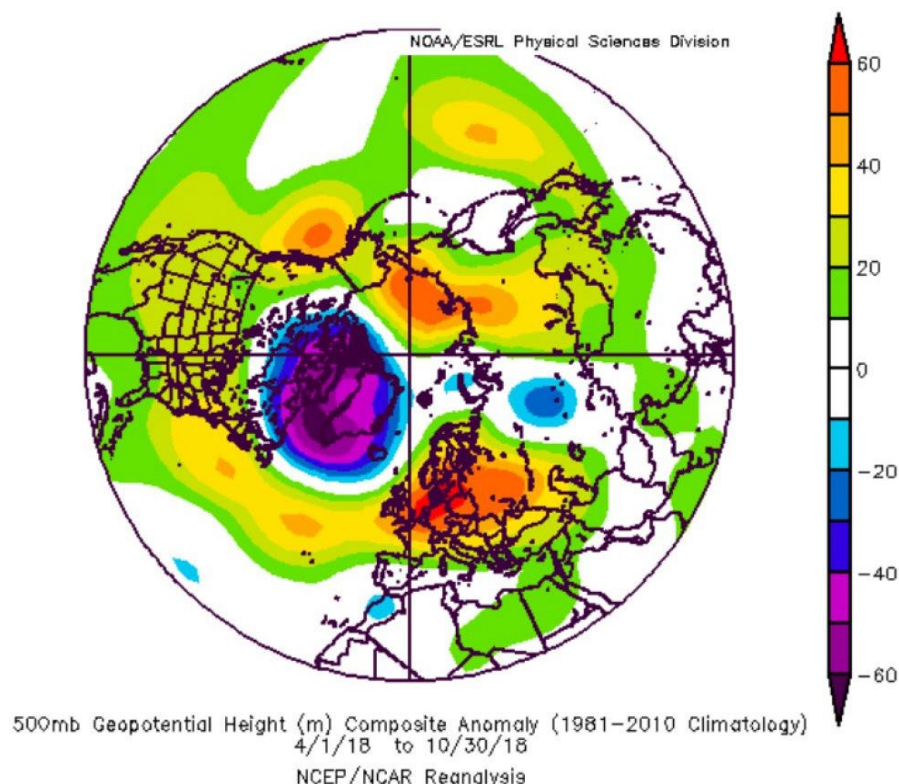 NOAA/ESRL Physical Sciences Division
60
40
20
0
-20
-40
-60
500mb Geopotential Height (m) Composite Anomaly (1981-2010 Climatology)
4/1/18 to 10/30/18
NCEP/NCAR Reanalysis